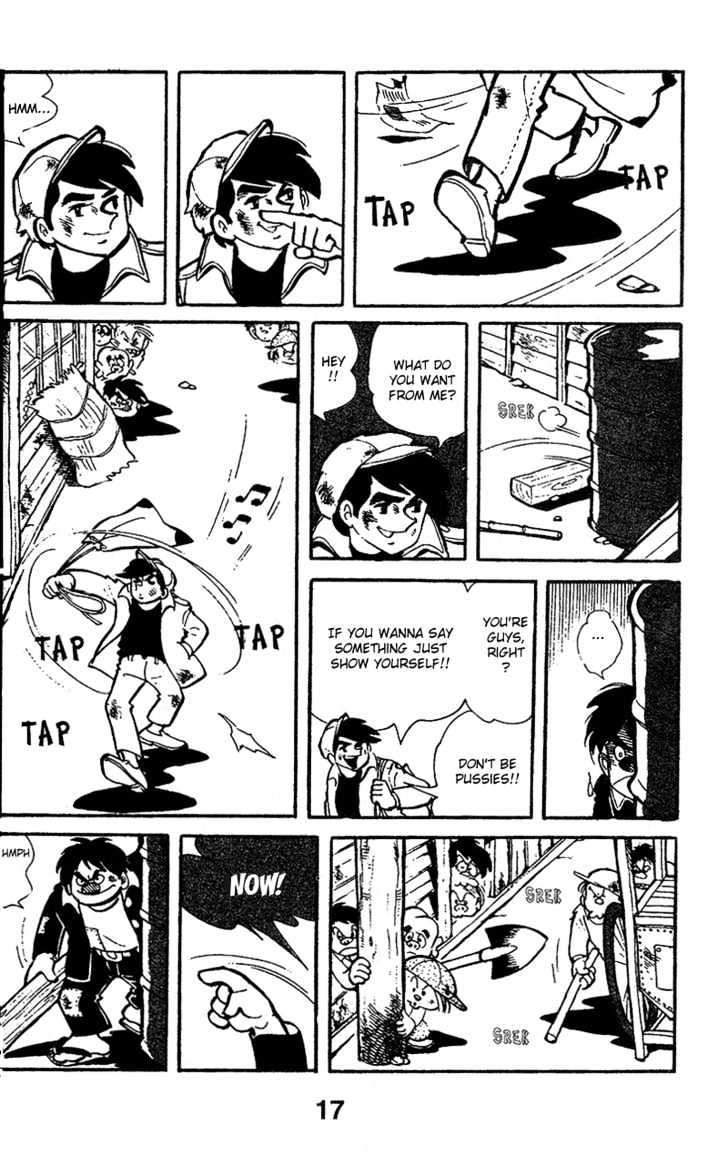 TAP
TAP
HMM...
SREK
WHAT DO
YOU WANT
FROM ME?
HEY
!!
...
YOU'RE
GUYS,
RIGHT
?
IF YOU WANNA SAY
SOMETHING JUST
SHOW YOURSELF!!
DON'T BE
PUSSIES!!
TAP
TAP
TAP
SREK
SREK
NOW!
HMPH
17